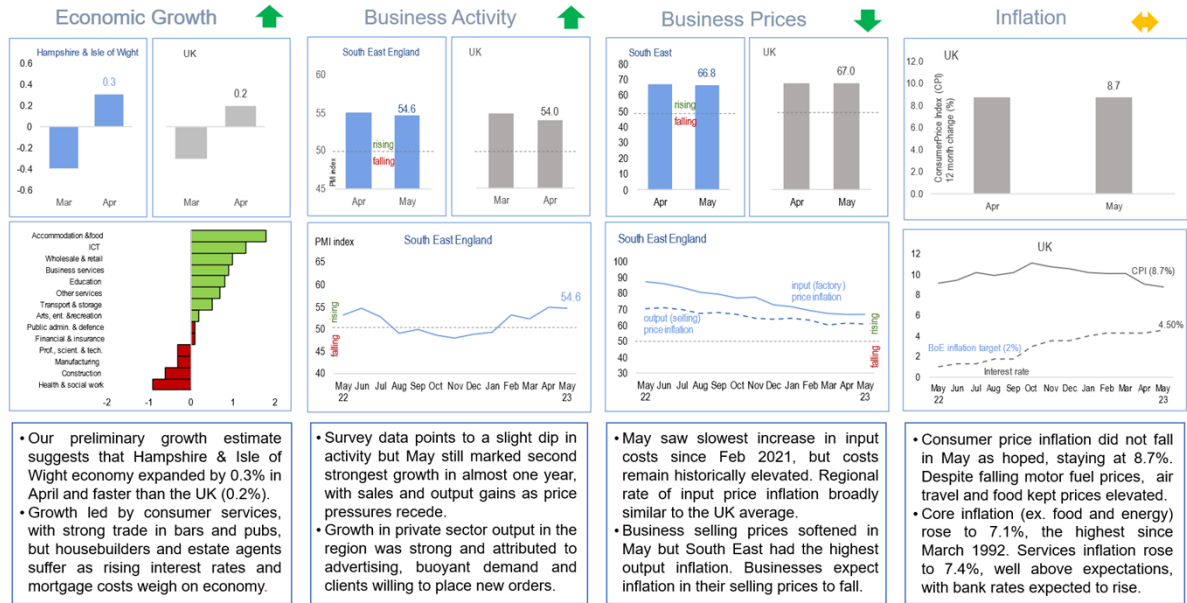 Economic Growth
Business Activity
Business Prices
Inflation
Hampshire & Isle of Wight
UK
0.6
0.4
0.2
0
-0.2
-0.4
-0.6
0.3
0.2
Mar
Apr
Mar
Apr
South East England
UK
60
55
50
45
PMI index
54.6
rising
falling
54.0
Apr
May
Mar
Apr
South East
UK
80
70
60
50
40
30
20
10
0
66.8
rising
falling
67.0
Apr
May
Apr
May
UK
ConsumerPrice Index (CPI)
12 month change (%)
12.0
10.0
8.0
6.0
4.0
2.0
0.0
8.7
Apr
May
Accommodation &food
ICT
Wholesale & retail
Business services
Education
Other services
Transport & storage
Arts, ent. &recreation
Public admin. & defence
Financial & insurance
Prof., scient. & tech.
Manufacturing
Construction
Health & social work
-2
-1
0
1
2
PMI index
South East England
65
60
55
50
45
40
rising
falling
54.6
May Jun Jul Aug Sep Oct Nov Dec Jan Feb Mar Apr May
22
23
South East England
100
90
80
70
60
50
40
30
input (factory)
price inflation
output (selling)
price inflation
rising
falling
May Jun Jul Aug Sep Oct Nov Dec Jan Feb Mar Apr May
22
23
UK
12
10
8
6
4
2
0
CPI (8.7%)
4.50%
BoE inflation target (2%)
Interest rate
May Jun Jul Aug Sep Oct Nov Dec Jan Feb Mar Apr May
22
23
• Our preliminary growth estimate
suggests that Hampshire & Isle of
Wight economy expanded by 0.3% in
April and faster than the UK (0.2%).
• Growth led by consumer services,
with strong trade in bars and pubs,
but housebuilders and estate agents
suffer as rising interest rates and
mortgage costs weigh on economy.
• Survey data points to a slight dip in
activity but May still marked second
strongest growth in almost one year,
with sales and output gains as price
pressures recede.
• Growth in private sector output in the
region was strong and attributed to
advertising, buoyant demand and
clients willing to place new orders.
• May saw slowest increase in input
costs since Feb 2021, but costs
remain historically elevated. Regional
rate of input price inflation broadly
similar to the UK average.
• Business selling prices softened in
May but South East had the highest
output inflation. Businesses expect
inflation in their selling prices to fall.
• Consumer price inflation did not fall
in May as hoped, staying at 8.7%.
Despite falling motor fuel prices, air
travel and food kept prices elevated.
• Core inflation (ex. food and energy)
rose to 7.1%, the highest since
March 1992. Services inflation rose
to 7.4%, well above expectations,
with bank rates expected to rise.